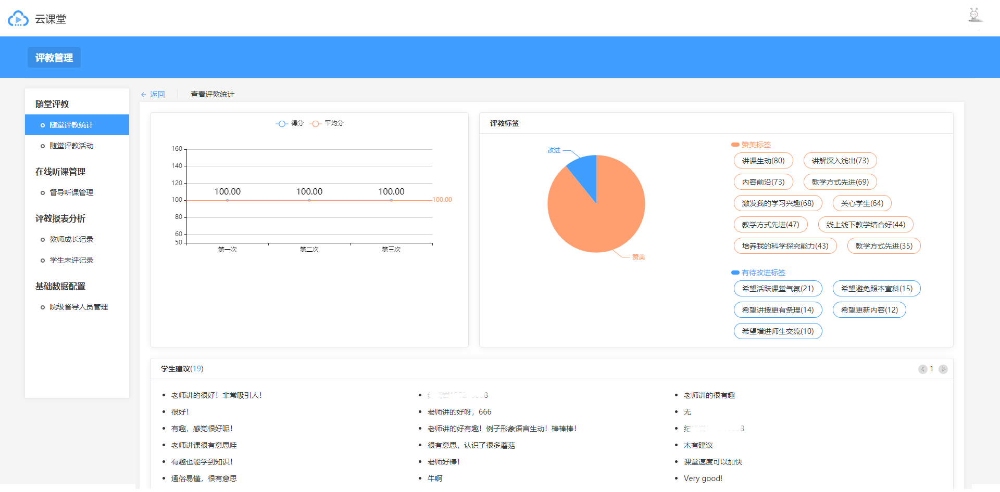 云课堂
评教管理
随堂评教
随堂评教统计
随堂评教活动
在线听课管理
督导听课管理
评教报表分析
教师成长记录
学生未评记录
基础数据配置
院级督导人员管理
返回
查看评教统计
得分 平均分
160
140
120
100
80
60
50
100.00 100.00 100.00
100.00
第一次 第二次 第三次
评教标签
改进
赞美
赞美标签
讲课生动(80) 讲解深入浅出(73)
内容前沿(73) 教学方式先进(69)
激发我的学习兴趣(68) 关心学生(64)
教学方式先进(47) 线上线下教学结合好(44)
培养我的科学探究能力(43) 教学方式先进(35)
有待改进标签
希望活跃课堂气氛(21) 希望避免照本宣科(15)
希望讲授更有条理(14) 希望更新内容(12)
希望增进师生交流(10)
学生建议(19)
1
老师讲的很好！非常吸引人！
很好！
有趣，感觉很好呢！
老师讲课很有意思哇
有趣也能学到知识！
通俗易懂，很有意思
老师讲的好呀，666
老师讲的好有趣！例子形象语言生动！棒棒棒！
很有意思，认识了很多蘑菇
老师好棒！
牛啊
老师讲的很有趣
无
木有建议
课堂速度可以加快
Very good!